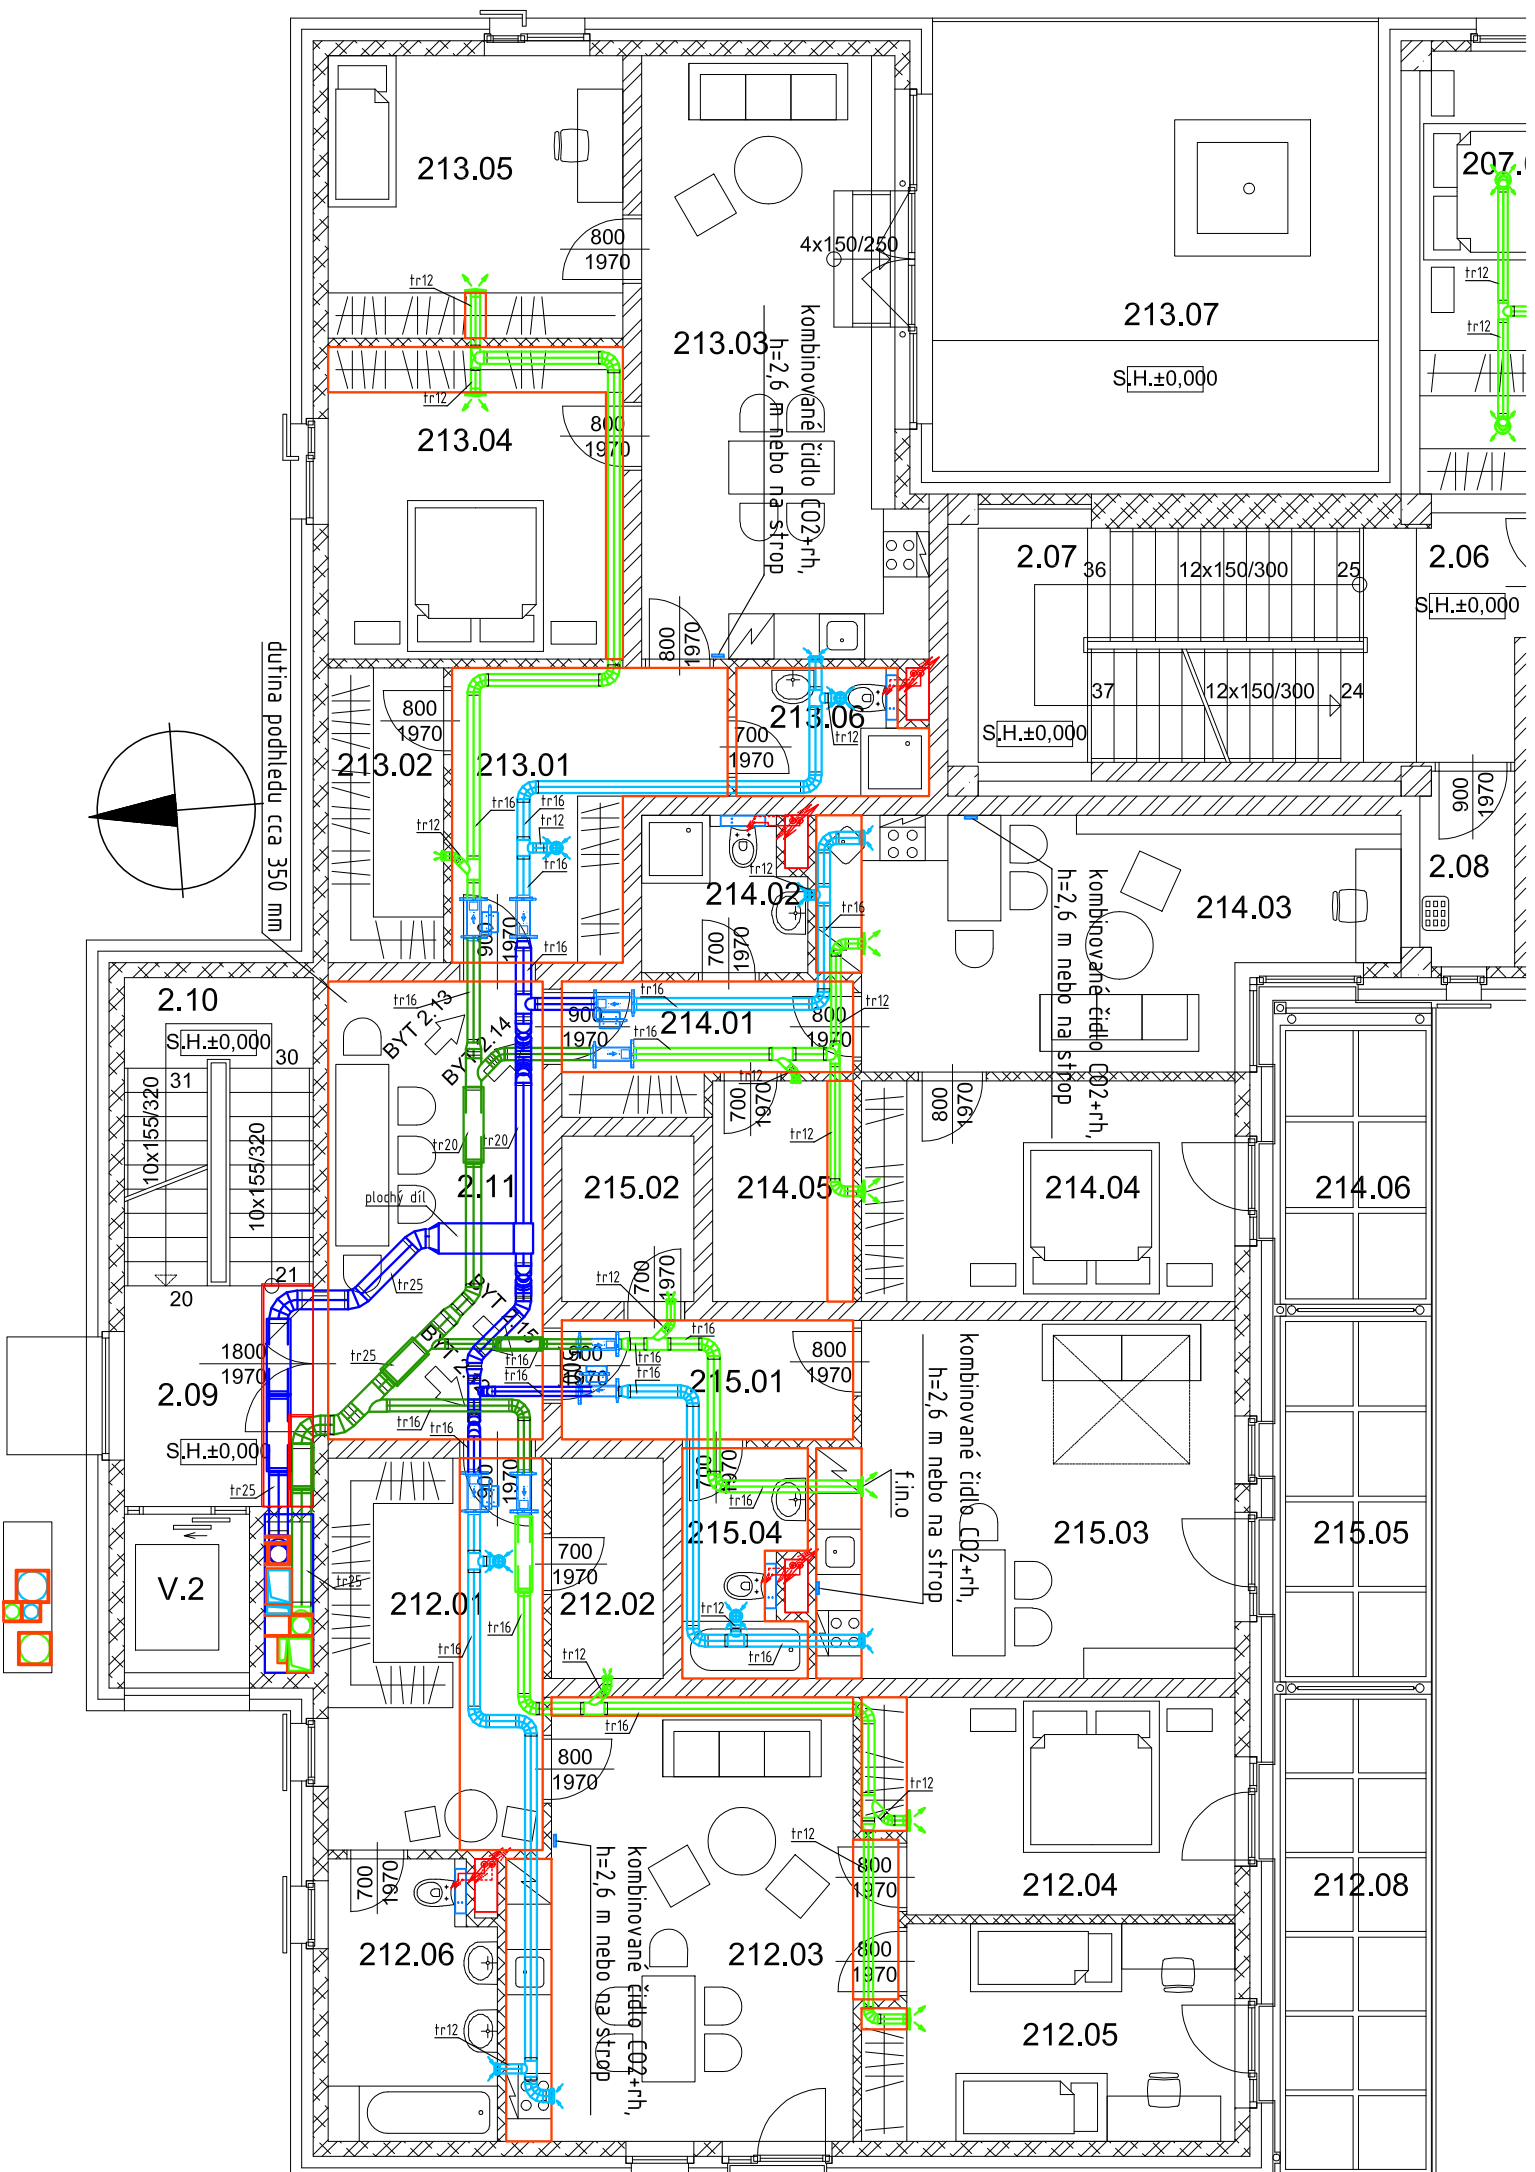 213.05
207.
800
1970
4x150/250
tr12
tr12
tr12
213.07
213.03
kombinované čidlo CO2+rh,
h=2,6 m nebo na strop
S.H.±0,000
tr12
800
1970
213.04
2.07
36
12x150/300
25
2.06
S.H.±0,000
dutina podhledu cca 350 mm
800
1970
37
12x150/300
24
S.H.±0,000
800
1970
213.06
700
1970
tr12
213.02
213.01
tr16
tr16
tr12
tr12
tr16
900
1970
2.08
214.02
tr12
tr16
214.03
kombinované čidlo CO2+rh,
h=2,6 m nebo na strop
900
1970
700
1970
tr16
2.10
S.H.±0,000
tr16
BYT 2.13
BYT 2.14
900
1970
tr16
214.01
800
1970
tr12
tr16
30
31
10x155/320
10x155/320
tr12
700
1970
800
1970
tr20
tr20
tr12
2.11
215.02
214.05
214.04
214.06
plochý díl
tr25
21
20
700
1970
tr12
BYT 2.15
1800
1970
tr25
tr16
tr16
tr16
tr16
900
1970
215.01
800
1970
kombinované čidlo CO2+rh,
h=2,6 m nebo na strop
2.09
S.H.±0,000
tr16
tr16
tr25
900
1970
700
1970
tr16
f.in.o
215.04
215.03
215.05
V.2
tr25
700
1970
212.01
212.02
tr16
tr16
tr12
tr12
tr16
tr16
800
1970
tr12
tr12
800
1970
212.04
212.08
700
1970
kombinované čidlo CO2+rh,
h=2,6 m nebo na strop
212.06
212.03
800
1970
tr12
212.05